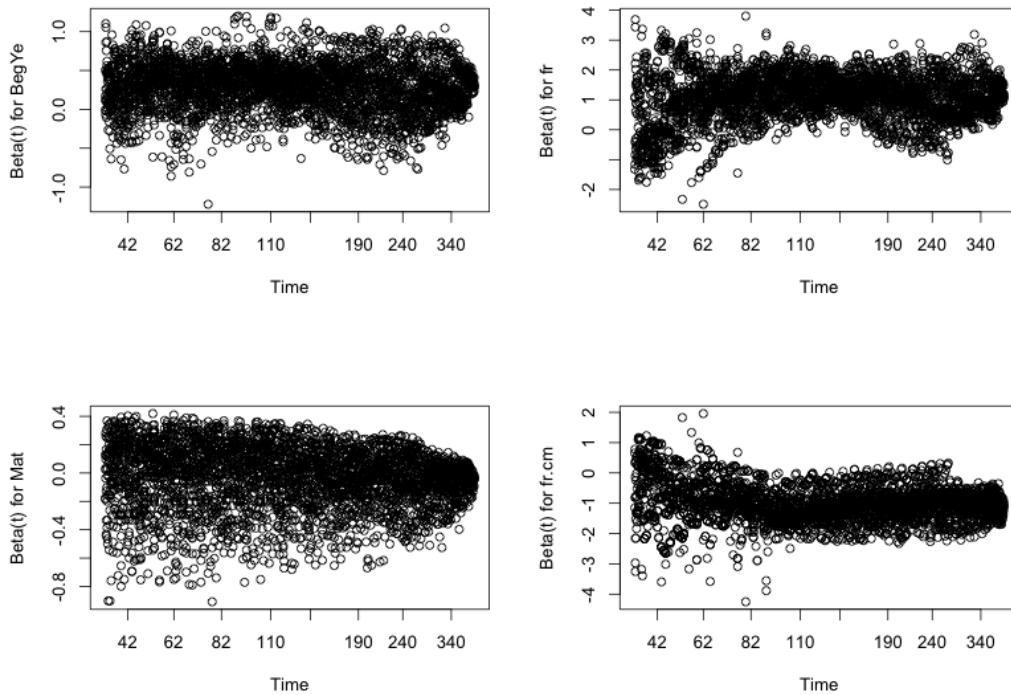 Beta(t) for BegYe
1.0
0.0
-1.0
42 62 82 110 190 240 340
Time
Beta(t) for fr
4
3
2
1
0
-2
42 62 82 110 190 240 340
Time
Beta(t) for Mat
0.4
0.0
-0.4
-0.8
42 62 82 110 190 240 340
Time
Beta(t) for fr.cm
2
1
0
-1
-2
-3
-4
42 62 82 110 190 240 340
Time